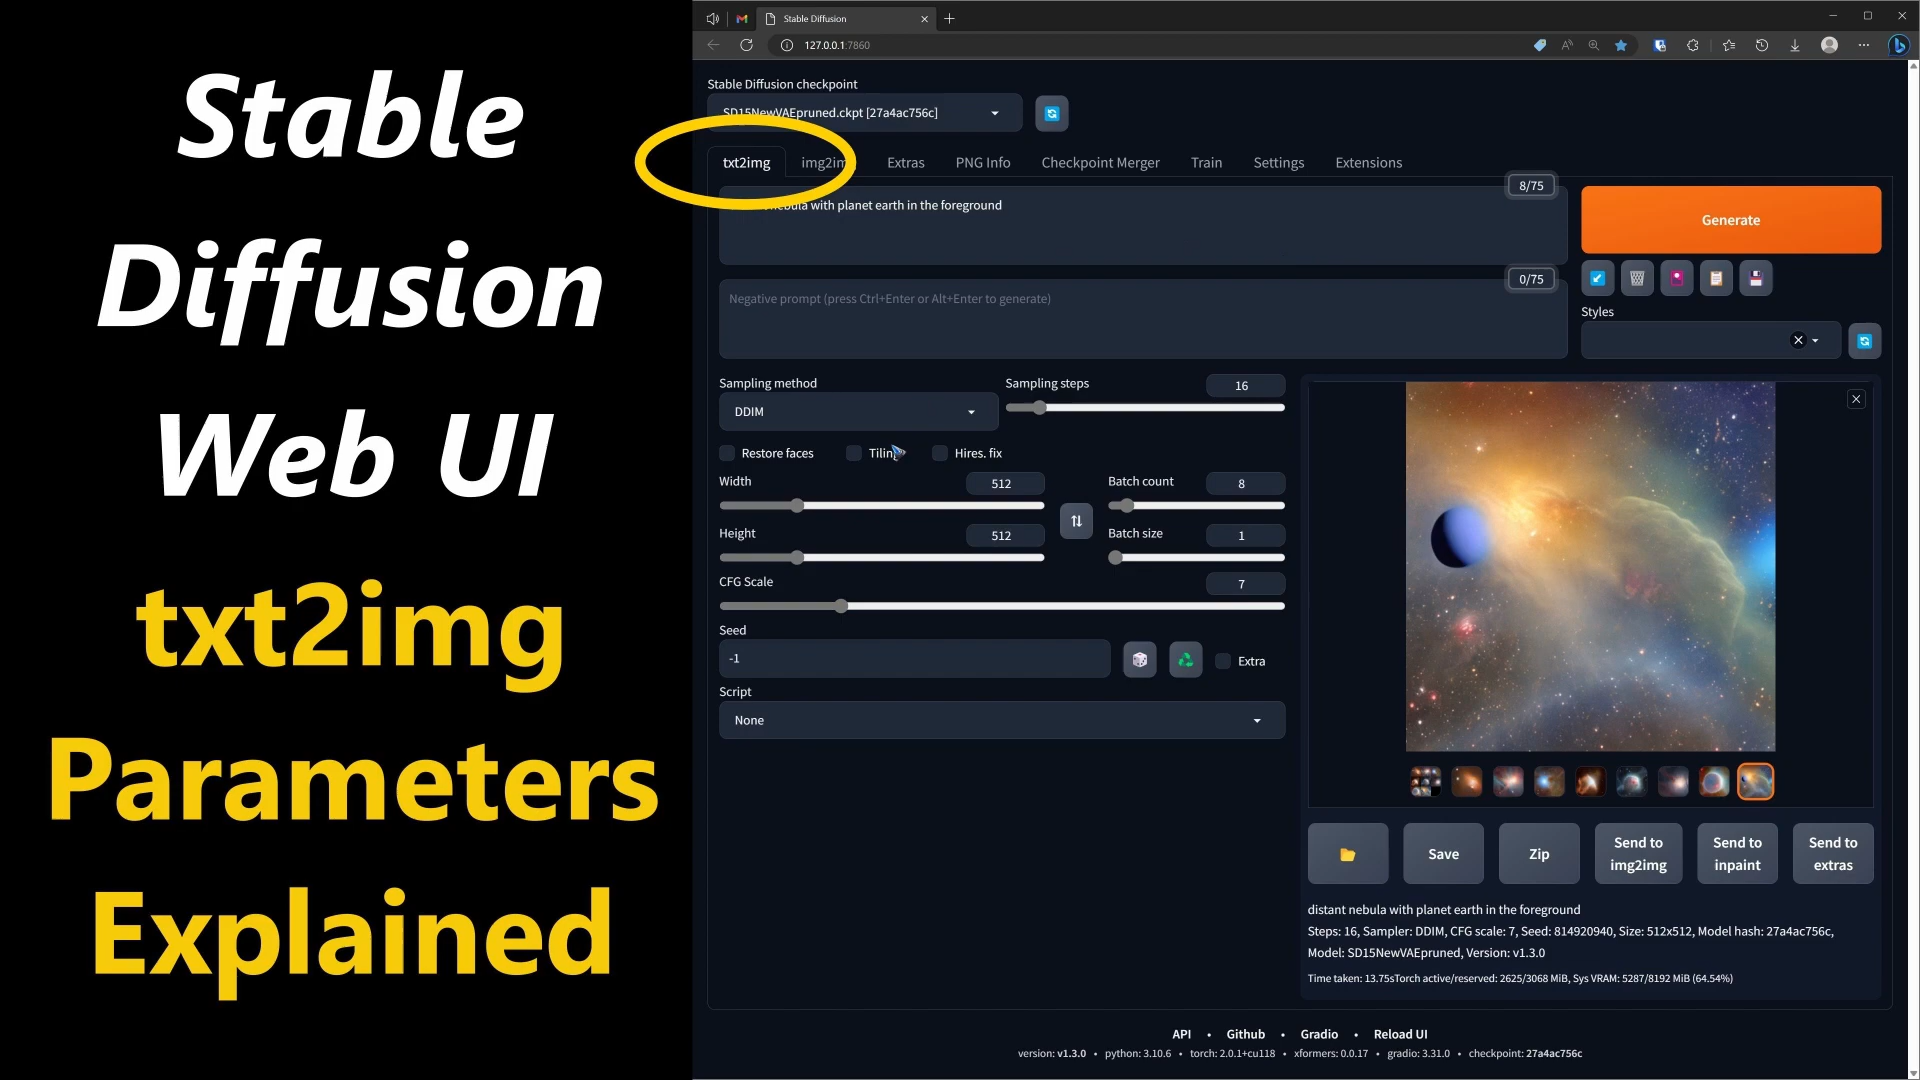 Stable
Diffusion
Web UI
txt2img
Parameters
Explained
Stable Diffusion
127.0.0.1:7860
Stable Diffusion checkpoint
SD15NewVAEpruned.ckpt [27a4ac756c]
txt2img
Extras
PNG Info
Checkpoint Merger
Train
Settings
Extensions
8/75
nebula with planet earth in the foreground
Generate
0/75
Negative prompt (press Ctrl+Enter or Alt+Enter to generate)
Styles
Sampling method
DDIM
Sampling steps
16
Restore faces
Tiling
Hires. fix
Width
512
Batch count
8
Height
512
Batch size
1
CFG Scale
7
Seed
-1
Extra
Script
None
Save
Zip
Send to
img2img
Send to
inpaint
Send to
extras
distant nebula with planet earth in the foreground
Steps: 16, Sampler: DDIM, CFG scale: 7, Seed: 814920940, Size: 512x512, Model hash: 27a4ac756c,
Model: SD15NewVAEpruned, Version: v1.3.0
Time taken: 13.75sTorch active/reserved: 2625/3068 MiB, Sys VRAM: 5287/8192 MiB (64.54%)
API • Github • Gradio • Reload UI
version: v1.3.0 • python: 3.10.6 • torch: 2.0.1+cu118 • xformers: 0.0.17 • gradio: 3.31.0 • checkpoint: 27a4ac756c